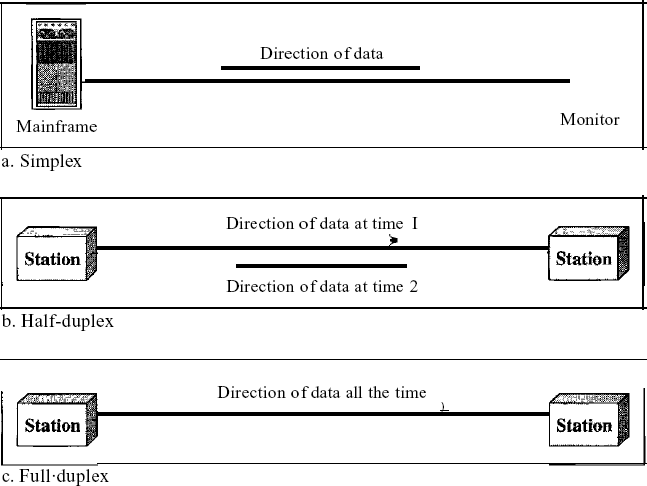 Direction of data
Mainframe
Monitor
a. Simplex
Direction of data at time I
Station
Station
Direction of data at time 2
b. Half-duplex
Direction of data all the time
Station
Station
c. Full·duplex